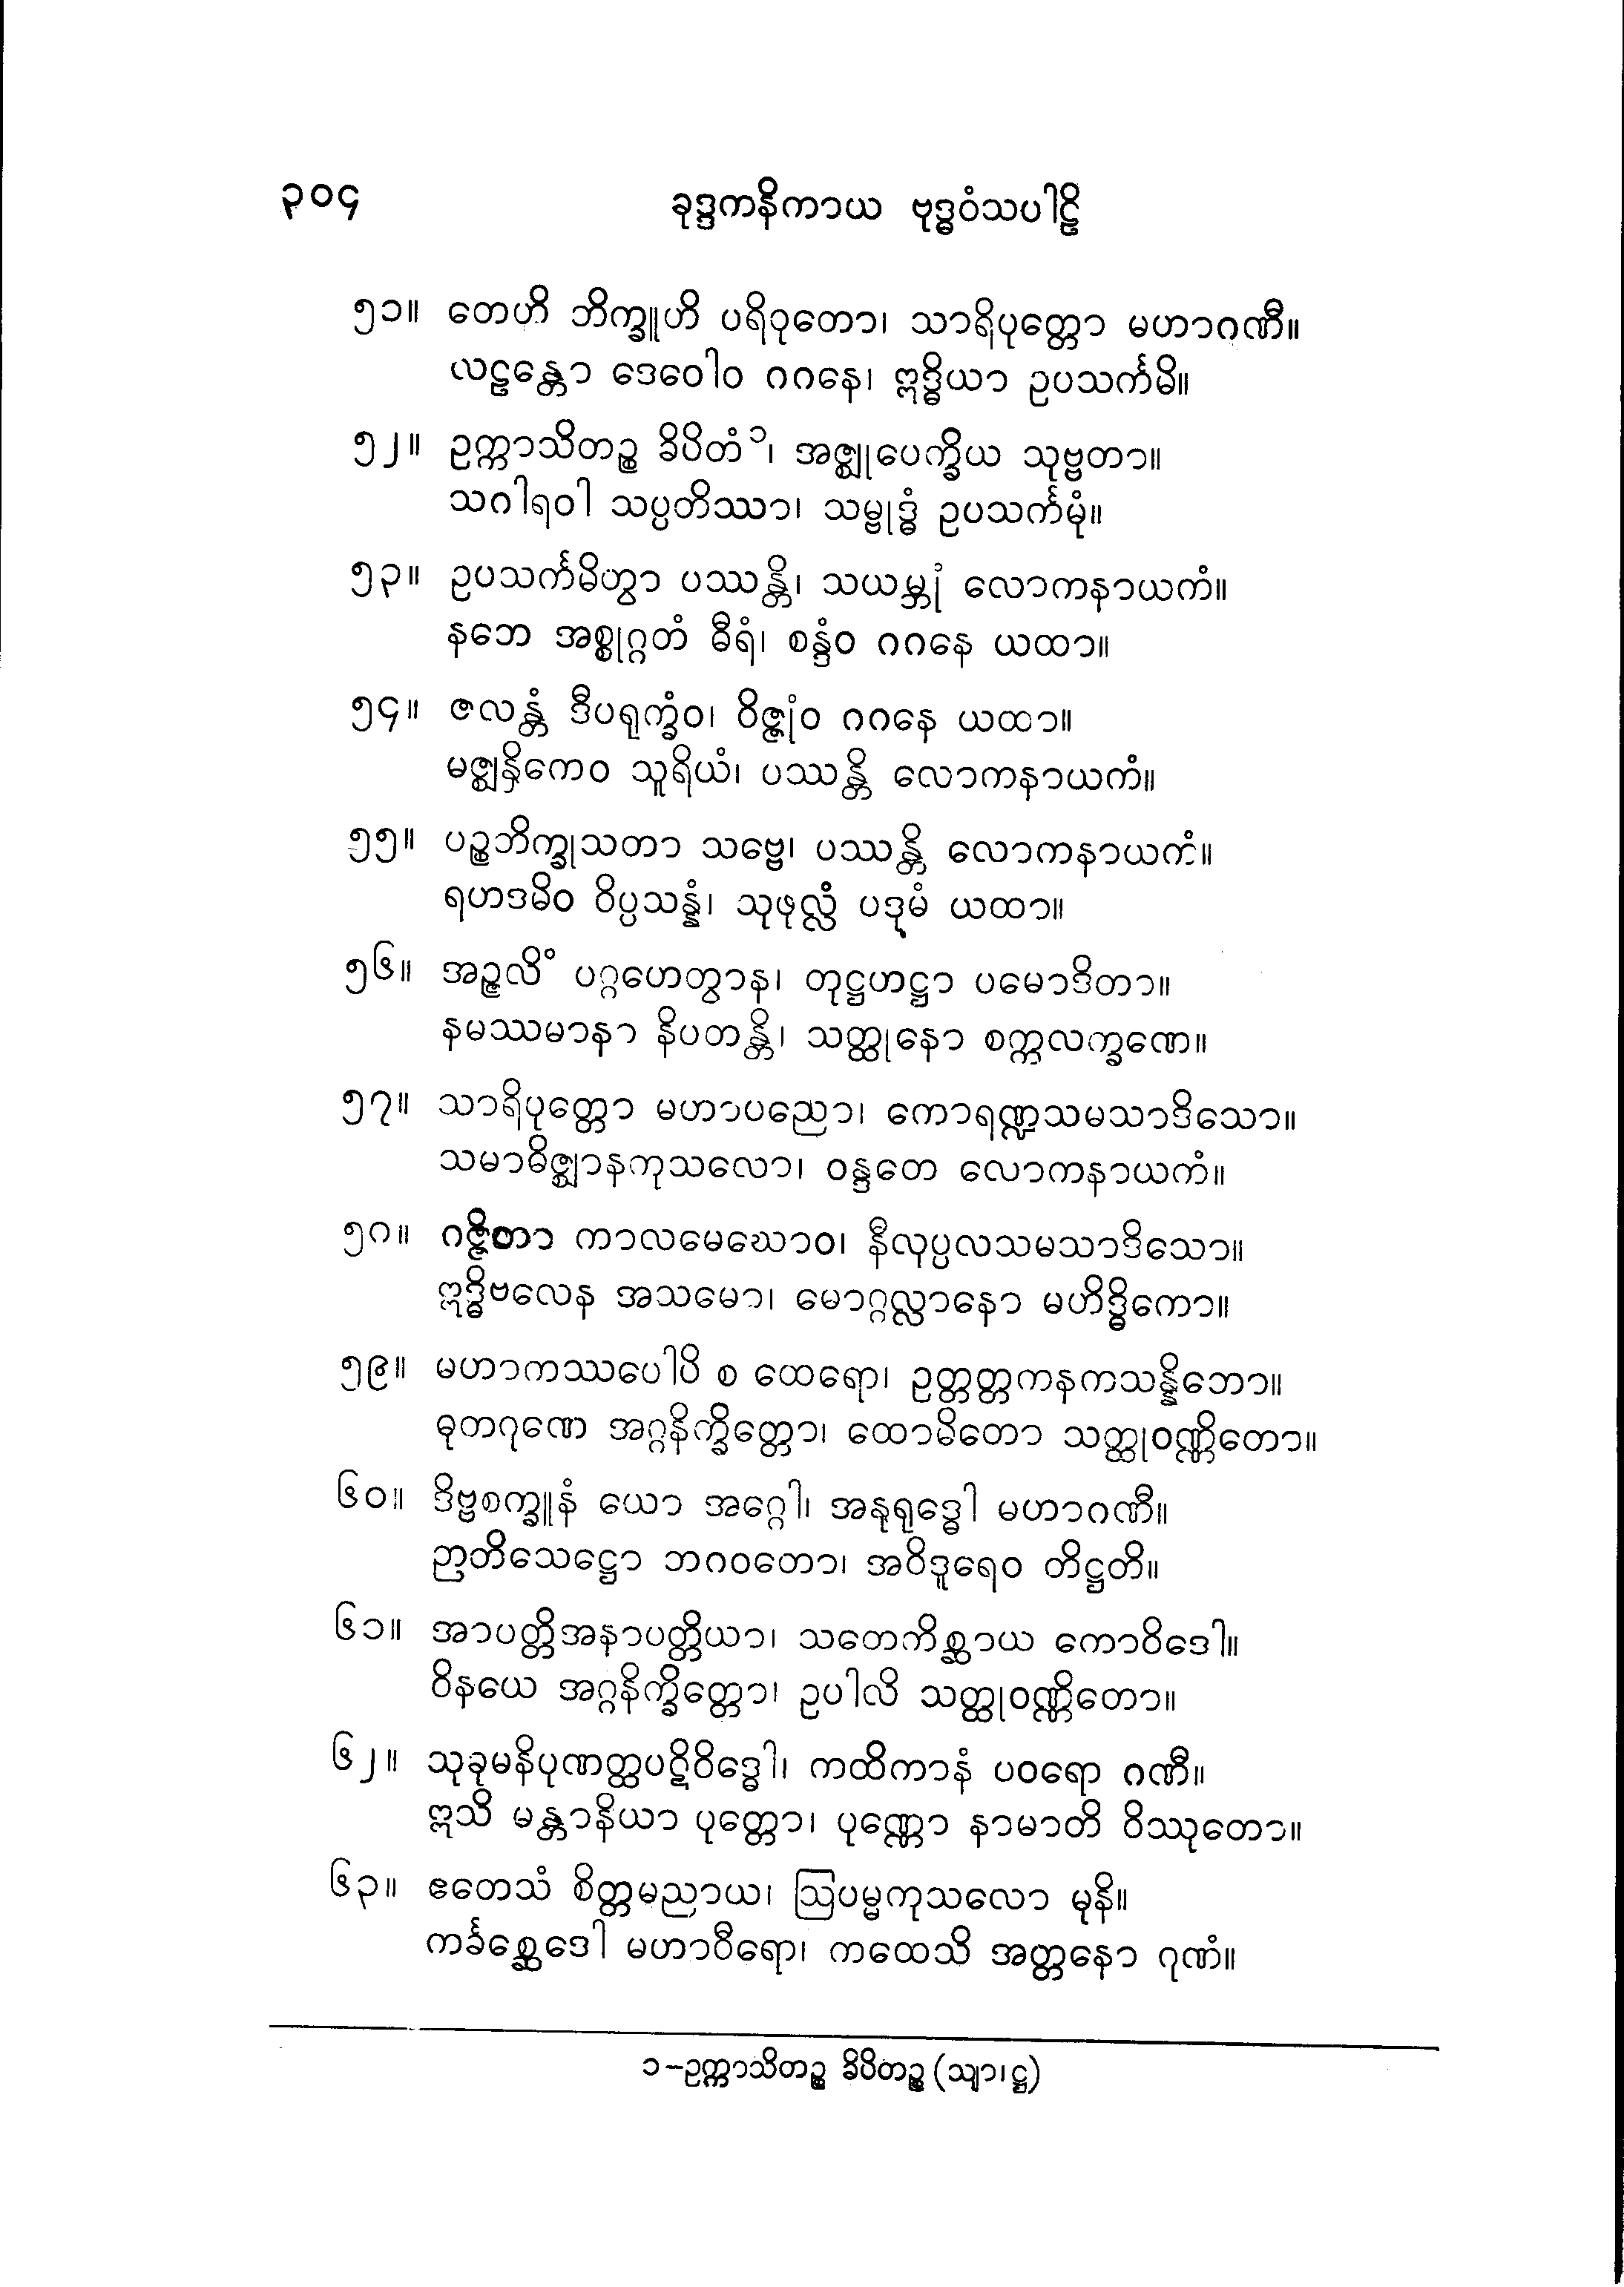 ၃၀၄ ခုဒ္ဒကနိကာယ ဗုဒ္ဓဝံသပါဠိ
၅၁။ တေဟိ ဘိက္ခူဟိ ပရိဝုတော၊ သာရိပုတ္တော မဟာဂဏီ။
လဠန္တော ဒေဝေါဝ ဂဂနေ၊ ဣဒ္ဓိယာ ဥပသင်္ကမိ။
၅၂။ ဥက္ကာသိတဉ္စ ခိပိတံ၁၊ အဇ္ဈုပေက္ခိယ သုဗ္ဗတာ။
သဂါရဝါ သပ္ပတိဿာ၊ သမ္ဗုဒ္ဓံ ဥပသင်္ကမုံ။
၅၃။ ဥပသင်္ကမိတွာ ပဿန္တိ၊ သယမ္ဘုံ လောကနာယကံ။
နဘေ အစ္စုဂ္ဂတံ ဓီရံ၊ စန္ဒံဝ ဂဂနေ ယထာ။
၅၄။ ဇလန္တံ ဒီပရုက္ခံဝ၊ ဝိဇ္ဇုံဝ ဂဂနေ ယထာ။
မဇ္ဈနှိကေဝ သူရိယံ၊ ပဿန္တိ လောကနာယကံ။
၅၅။ ပဉ္စဘိက္ခုသတာ သဗ္ဗေ၊ ပဿန္တိ လောကနာယကံ။
ရဟဒမိဝ ဝိပ္ပသန္နံ၊ သုဖုလ္လံ ပဒုမံ ယထာ။
၅၆။ အဉ္ဇလိံ ပဂ္ဂဟေတွာန၊ တုဋ္ဌဟဋ္ဌာ ပမောဒိတာ။
နမဿမာနာ နိပတန္တိ၊ သတ္ထုနော စက္ကလက္ခဏေ။
၅၇။ သာရိပုတ္တော မဟာပညော၊ ကောရဏ္ဍသမသာဒိသော။
သမာဓိဇ္ဈာနကုသလော၊ ဝန္ဒတေ လောကနာယကံ။
၅၈။ ဂဇ္ဇိတာ ကာလမေဃောဝ၊ နီလုပ္ပလသမသာဒိသော။
ဣဒ္ဓိဗလေန အသမော၊ မောဂ္ဂလ္လာနော မဟိဒ္ဓိကော။
၅၉။ မဟာကဿပေါပိ စ ထေရော၊ ဥတ္တတ္တကနကသန္နိဘော။
ဓုတဂုဏေ အဂ္ဂနိက္ခိတ္တော၊ ထောမိတော သတ္ထုဝဏ္ဏိတော။
၆၀။ ဒိဗ္ဗစက္ခူနံ ယော အဂ္ဂေါ၊ အနုရုဒ္ဓေါ မဟာဂဏီ။
ဉာတိသေဋ္ဌော ဘဂဝတော၊ အဝိဒူရေဝ တိဋ္ဌတိ။
၆၁။ အာပတ္တိအနာပတ္တိယာ၊ သတေကိစ္ဆာယ ကောဝိဒေါ။
ဝိနယေ အဂ္ဂနိက္ခိတ္တော၊ ဥပါလိ သတ္ထုဝဏ္ဏိတော။
၆၂။ သုခုမနိပုဏတ္ထပဋိဝိဒ္ဓေါ၊ ကထိကာနံ ပဝရော ဂဏီ။
ဣသိ မန္တာနိယာ ပုတ္တော၊ ပုဏ္ဏော နာမာတိ ဝိဿုတော။
၆၃။ ဧတေသံ စိတ္တမညာယ၊ ဩပမ္မကုသလော မုနိ။
ကင်္ခစ္ဆေဒေါ မဟာဝီရော၊ ကထေသိ အတ္တနော ဂုဏံ။
၁-ဥက္ကာသိတဉ္စ ခိပိတဉ္စ (သျာ၊ဋ္ဌ)